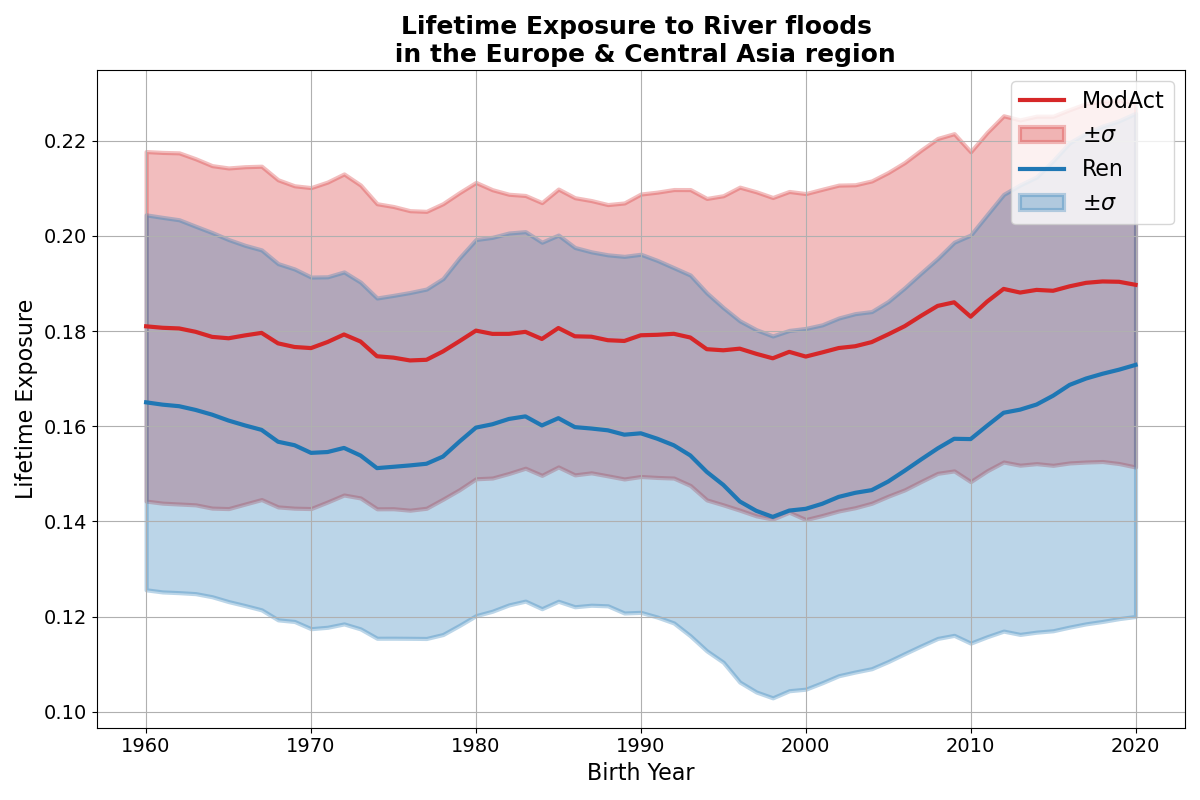 Lifetime Exposure to River floods
in the Europe & Central Asia region
ModAct
±σ
Ren
±σ
Lifetime Exposure
0.22
0.20
0.18
0.16
0.14
0.12
0.10
1960
1970
1980
1990
2000
2010
2020
Birth Year